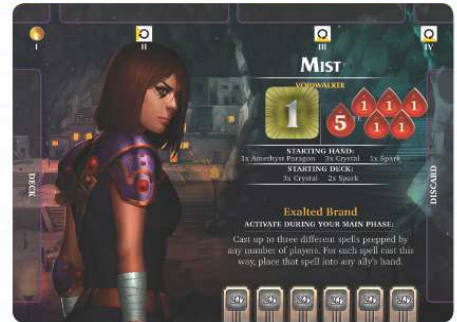 I II III IV
MIST
VOIDWALKER
1
5 1 1 1 1 1
STARTING HAND:
1x Amethyst Paragon 3x Crystal 1x Spark
STARTING DECK:
3x Crystal 2x Spark
DECK
DISCARD
Exalted Brand
ACTIVATE DURING YOUR MAIN PHASE:
Cast up to three different spells prepped by
any number of players. For each spell cast this
way, place that spell into any ally's hand.